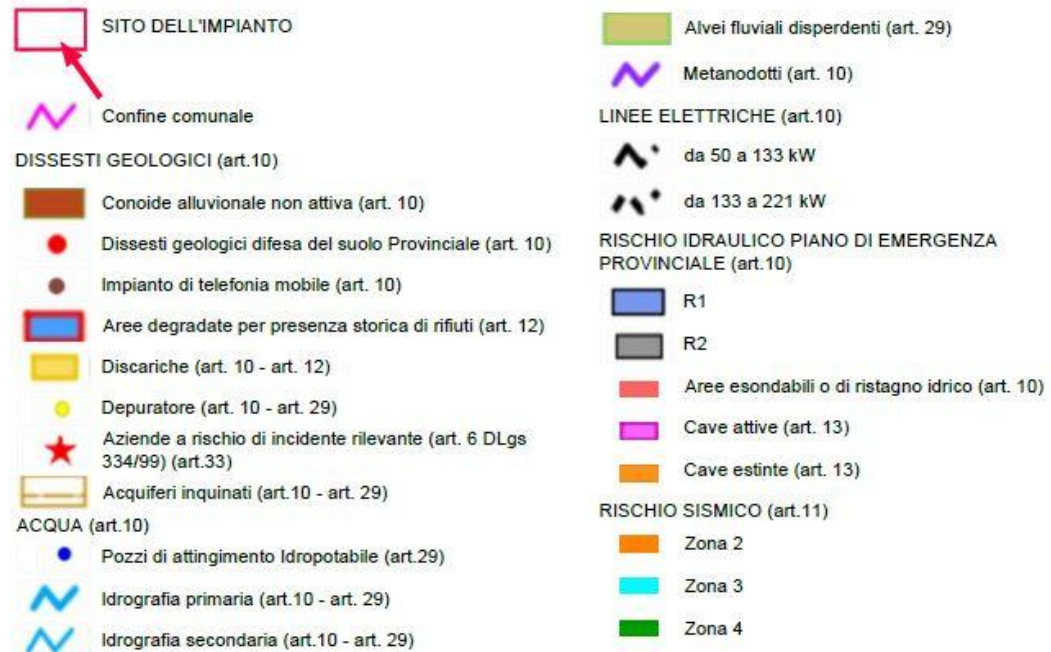 SITO DELL'IMPIANTO
Confine comunale
DISSESTI GEOLOGICI (art.10)
Conoide alluvionale non attiva (art. 10)
Dissesti geologici difesa del suolo Provinciale (art. 10)
Impianto di telefonia mobile (art. 10)
Aree degradate per presenza storica di rifiuti (art. 12)
Discariche (art. 10 - art. 12)
Depuratore (art. 10 - art. 29)
Aziende a rischio di incidente rilevante (art. 6 DLgs
334/99) (art.33)
Acquiferi inquinati (art.10 - art. 29)
ACQUA (art.10)
Pozzi di attingimento Idropotabile (art.29)
Idrografia primaria (art.10 - art. 29)
Idrografia secondaria (art.10 - art. 29)
Alvei fluviali disperdenti (art. 29)
Metanodotti (art. 10)
LINEE ELETTRICHE (art.10)
da 50 a 133 kW
da 133 a 221 kW
RISCHIO IDRAULICO PIANO DI EMERGENZA
PROVINCIALE (art.10)
R1
R2
Aree esondabili o di ristagno idrico (art. 10)
Cave attive (art. 13)
Cave estinte (art. 13)
RISCHIO SISMICO (art.11)
Zona 2
Zona 3
Zona 4